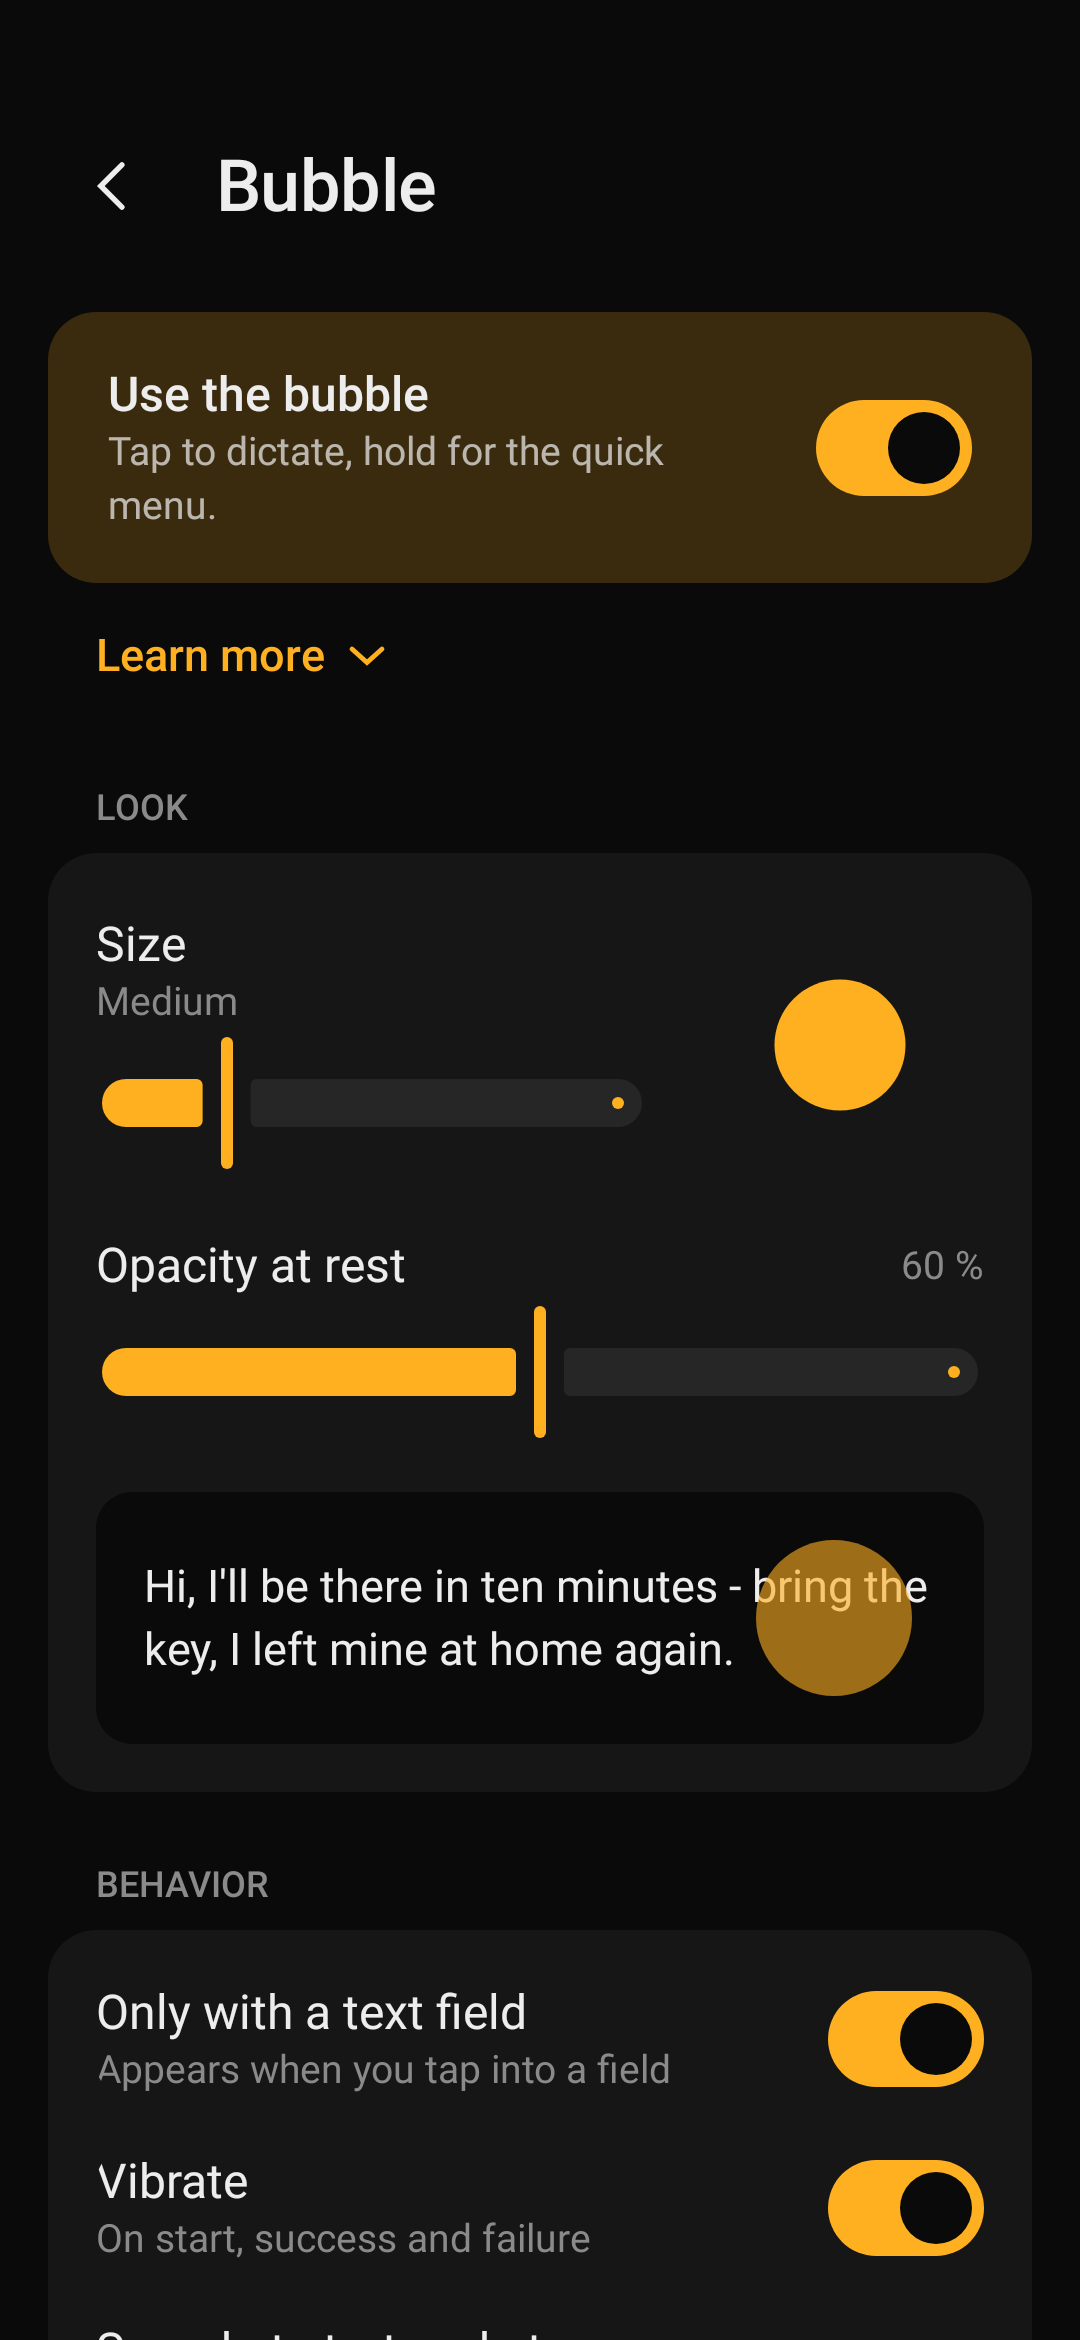 Bubble
Use the bubble
Tap to dictate, hold for the quick
menu.
Learn more
LOOK
Size
Medium
Opacity at rest
60 %
Hi, I'll be there in ten minutes - bring the
key, I left mine at home again.
BEHAVIOR
Only with a text field
Appears when you tap into a field
Vibrate
On start, success and failure